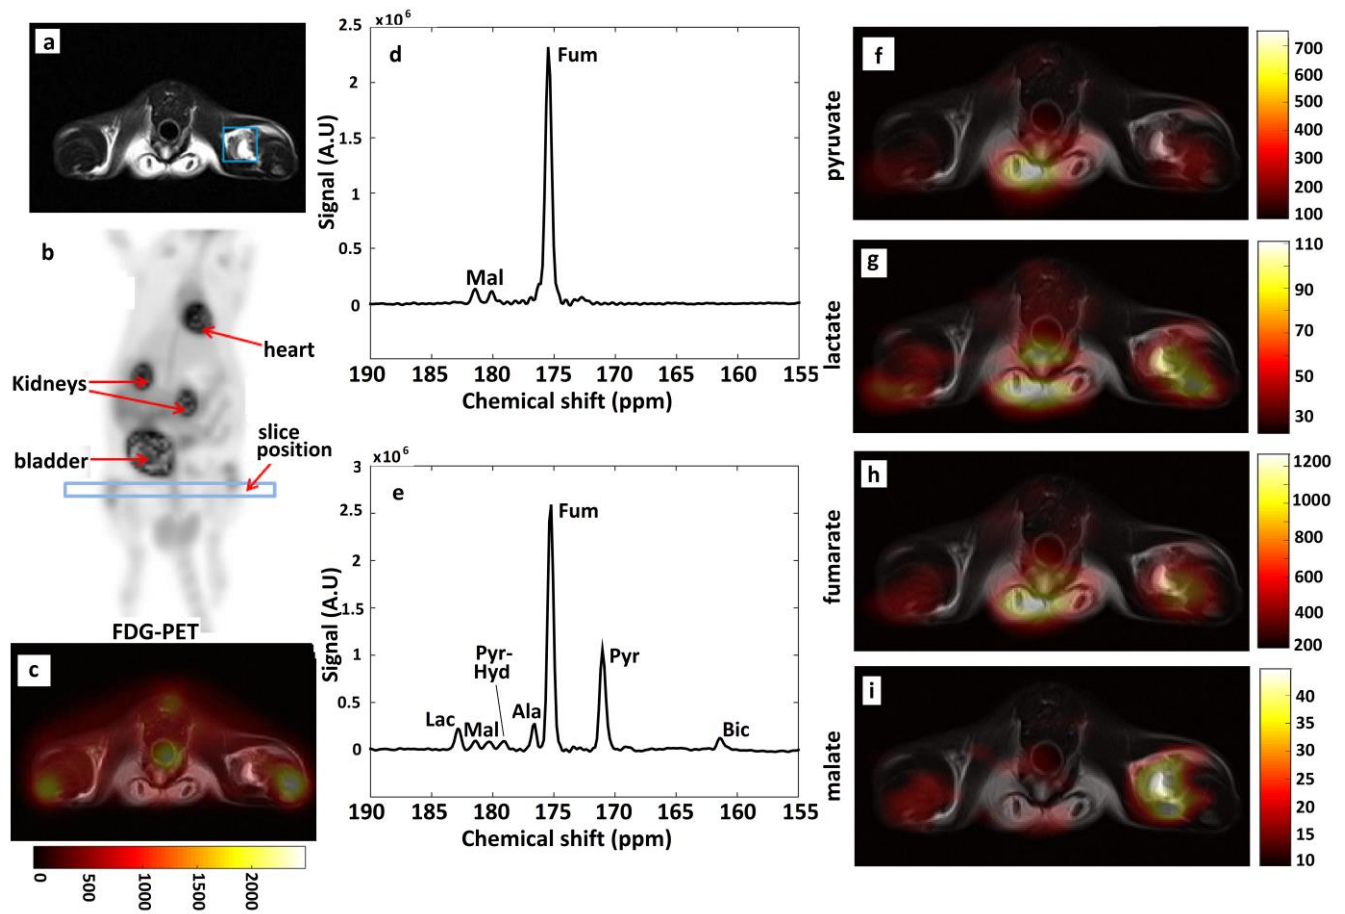 a
b
heart
Kidneys
slice
position
bladder
FDG-PET
c
0
500
1000
1500
2000
x10⁶
2.5
2
1.5
1
0.5
0
d
Fum
Mal
Signal (A.U)
190 185 180 175 170 165 160 155
Chemical shift (ppm)
x10⁶
3
2.5
2
1.5
1
0.5
0
e
Fum
Pyr-
Hyd
Pyr
Lac
Mal
Ala
Bic
Signal (A.U)
190 185 180 175 170 165 160 155
Chemical shift (ppm)
pyruvate
f
700
600
500
400
300
200
100
lactate
g
110
90
70
50
30
fumarate
h
1200
1000
800
600
400
200
malate
i
40
35
30
25
20
15
10